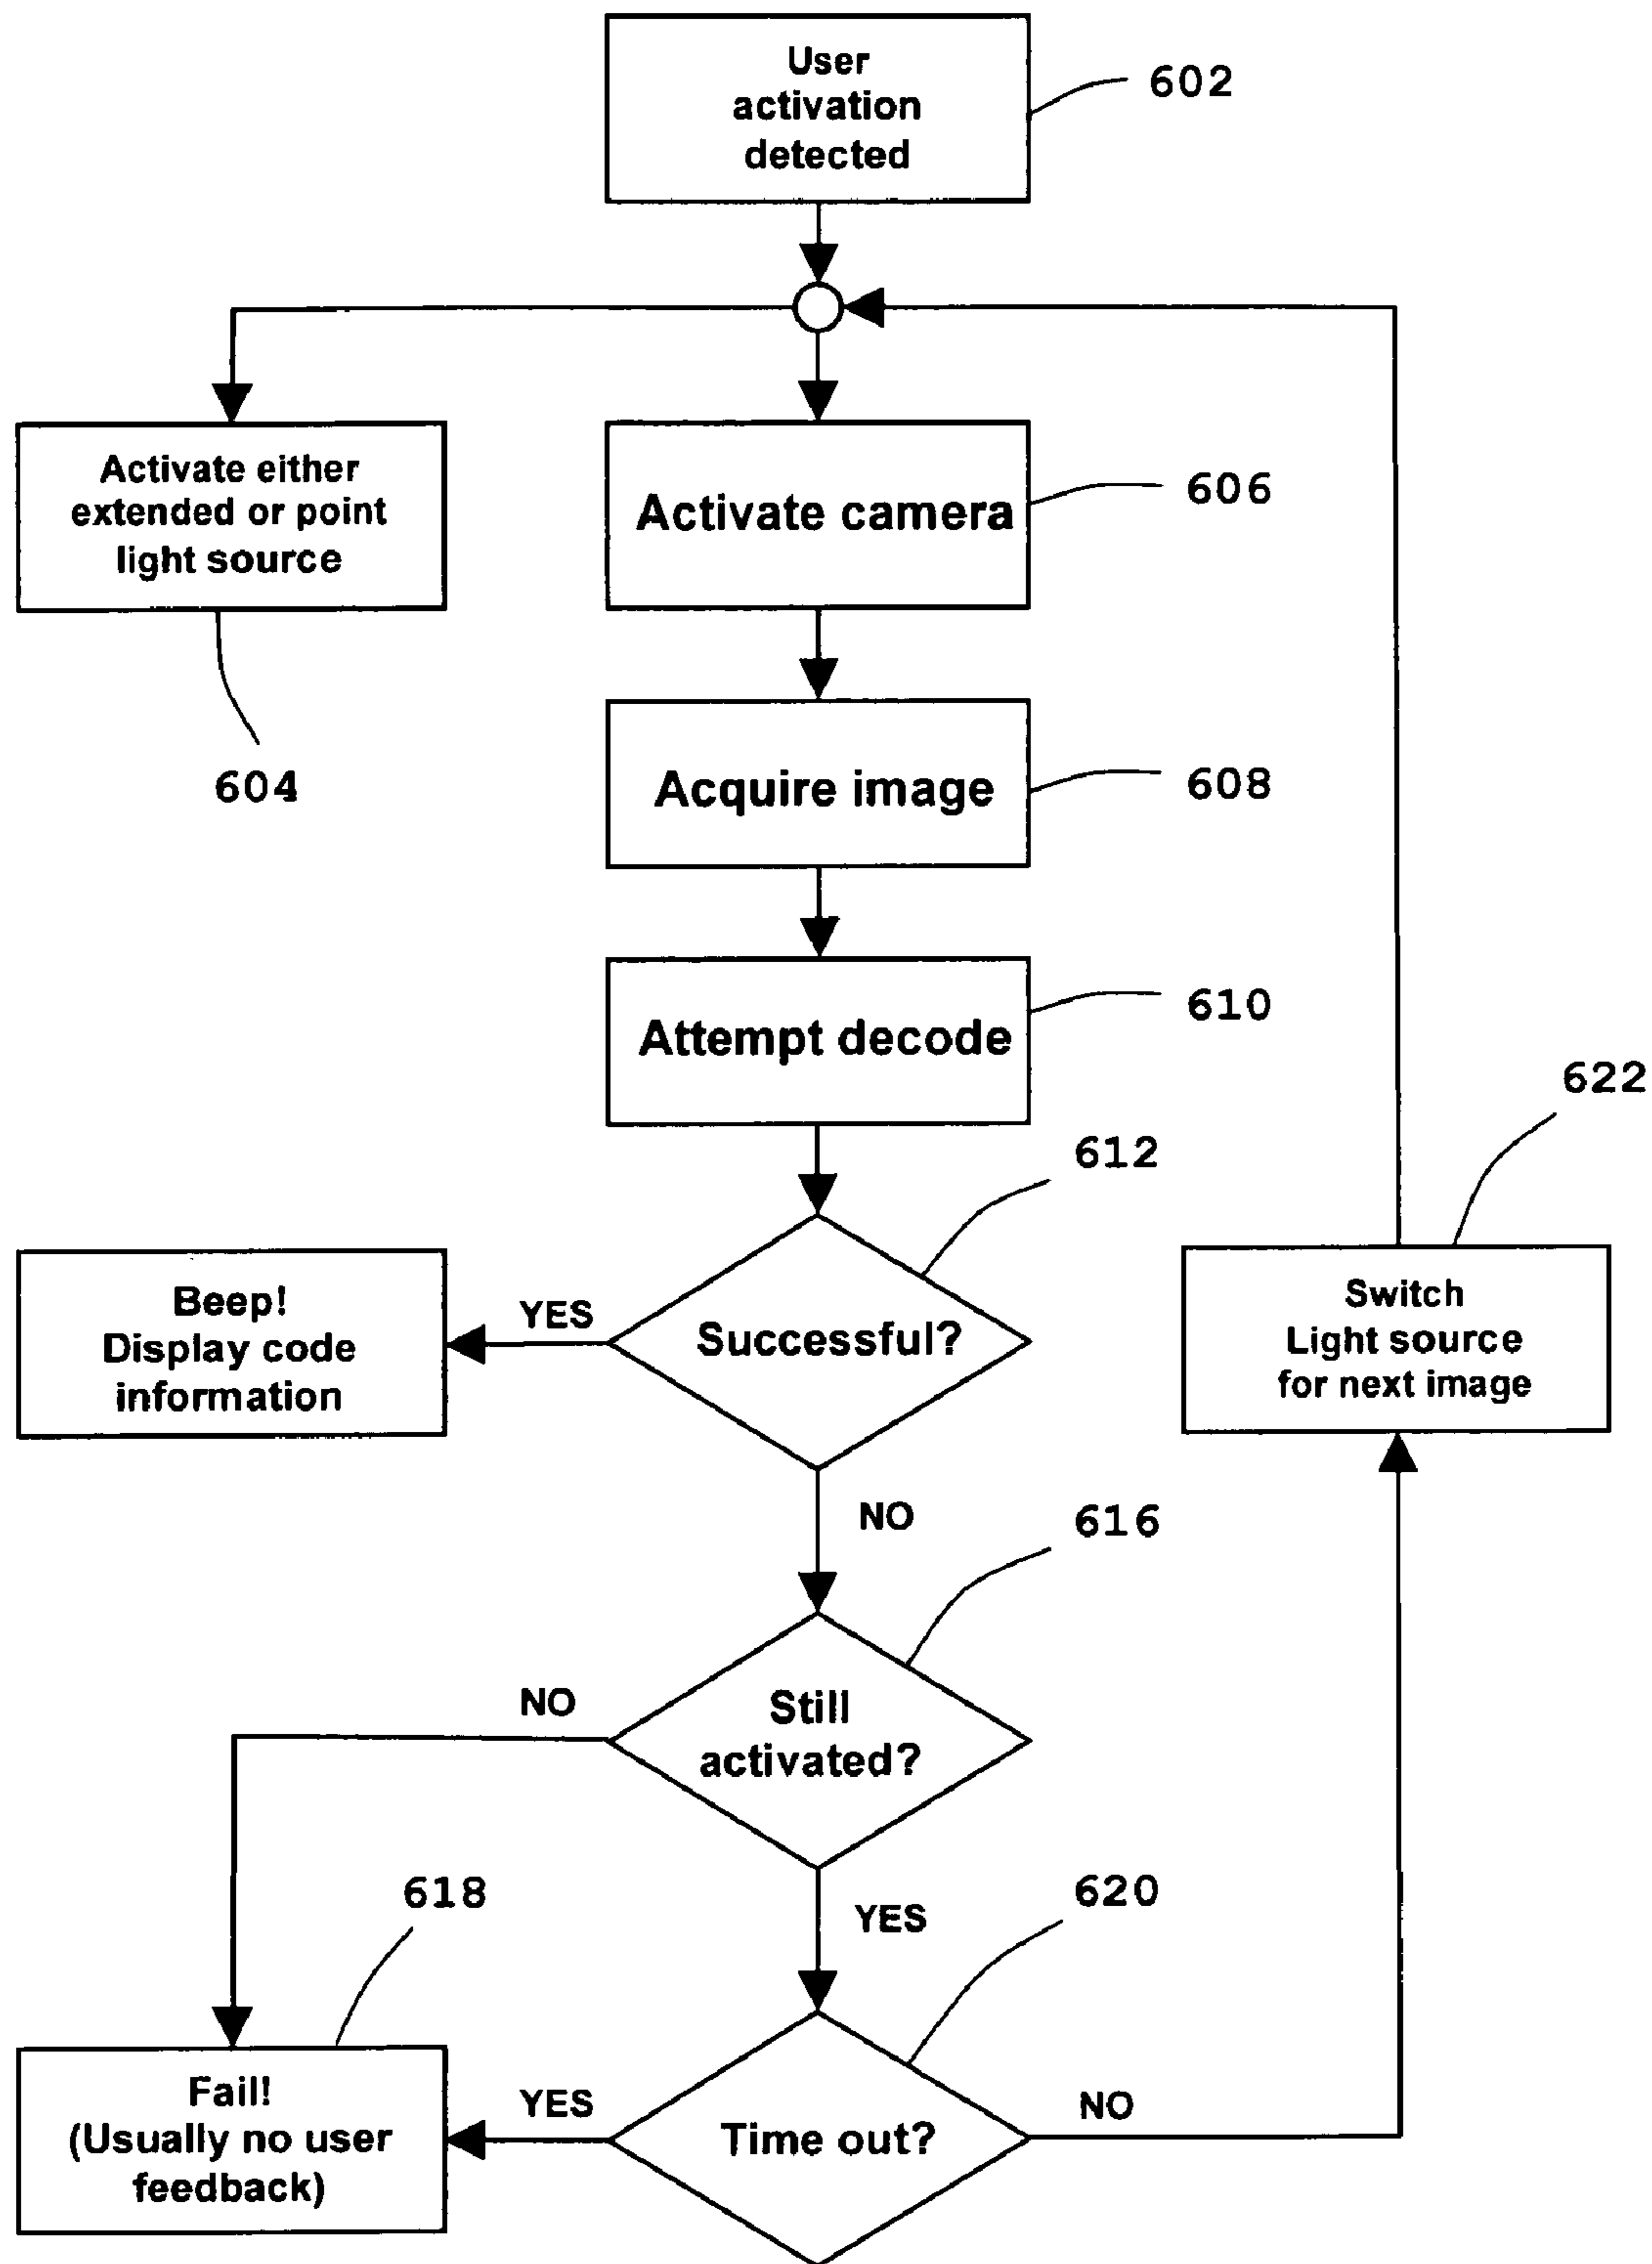 User
activation
detected
602
Activate either
extended or point
light source
604
Activate camera
606
Acquire image
608
Attempt decode
610
612
622
Successful?
YES
Beep!
Display code
information
Switch
Light source
for next image
NO
616
Still
activated?
NO
YES
618
620
Fail!
(Usually no user
feedback)
YES
Time out?
NO